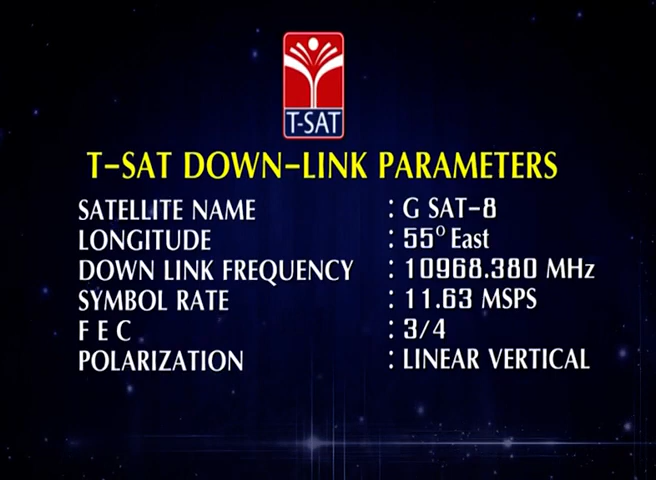 T-SAT
T-SAT DOWN-LINK PARAMETERS
SATELLITE NAME : G SAT-8
LONGITUDE : 55° East
DOWN LINK FREQUENCY : 10968.380 MHz
SYMBOL RATE : 11.63 MSPS
F E C : 3/4
POLARIZATION : LINEAR VERTICAL